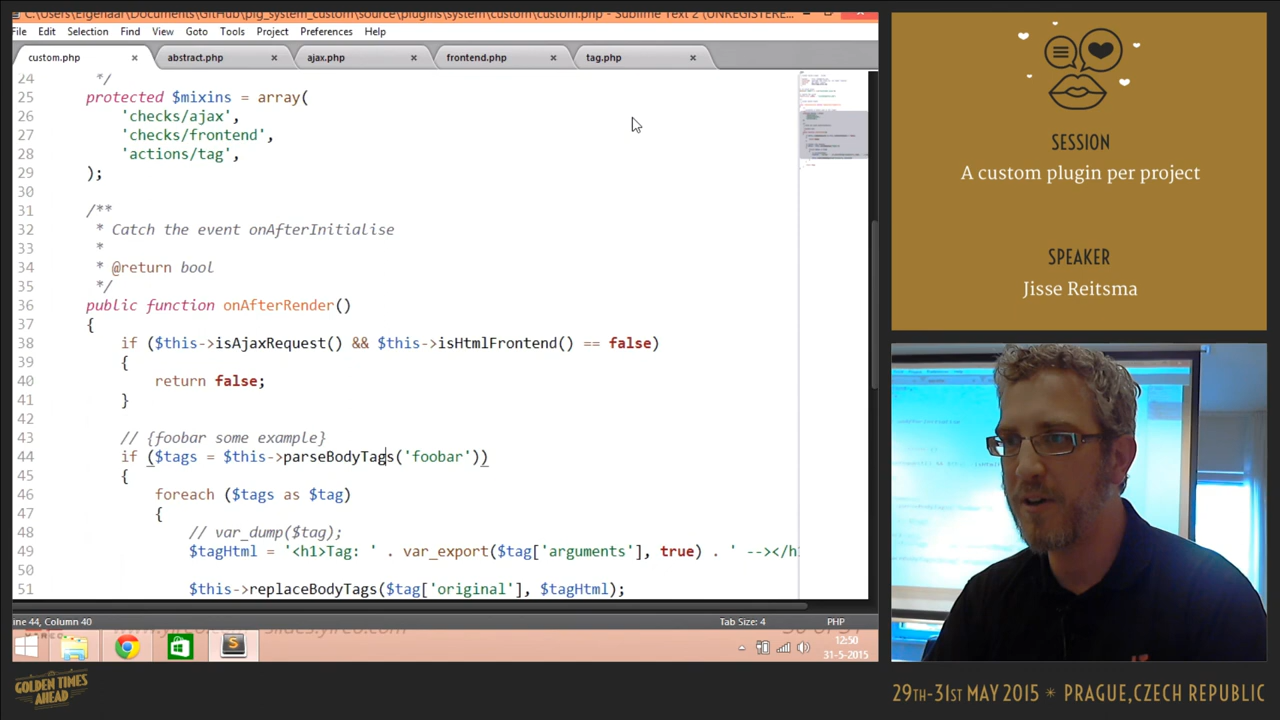 C:\Users\Eigenaar\Documents\GitHub\plg_system_custom\source\plugins\system\custom\custom.php - Sublime Text 2 (UNREGISTERE
File Edit Selection Find View Goto Tools Project Preferences Help
custom.php × abstract.php × ajax.php × frontend.php × tag.php ×
24 */
25 protected $mixins = array(
26 'checks/ajax',
27 'checks/frontend',
28 'actions/tag',
29 );
30
31 /**
32 * Catch the event onAfterInitialise
33 *
34 * @return bool
35 */
36 public function onAfterRender()
37 {
38 if ($this->isAjaxRequest() && $this->isHtmlFrontend() == false)
39 {
40 return false;
41 }
42
43 // {foobar some example}
44 if ($tags = $this->parseBodyTags('foobar'))
45 {
46 foreach ($tags as $tag)
47 {
48 // var_dump($tag);
49 $tagHtml = '<h1>Tag: ' . var_export($tag['arguments'], true) . ' --></h
50
51 $this->replaceBodyTags($tag['original'], $tagHtml);
ine 44, Column 40 Tab Size: 4 PHP
12:50
31-5-2015
SESSION
A custom plugin per project
SPEAKER
Jisse Reitsma
GOLDEN TIMES
AHEAD
29TH-31ST MAY 2015 * PRAGUE, CZECH REPUBLIC